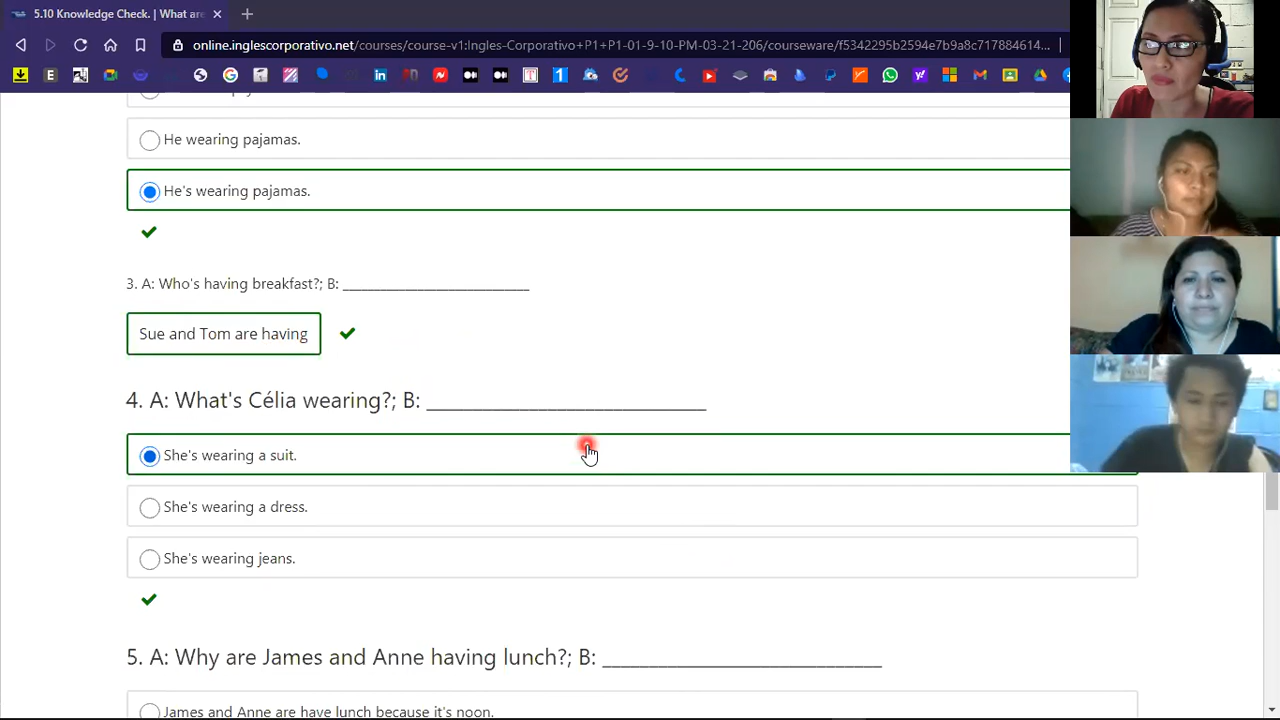 5.10 Knowledge Check. | What are
online.inglescorporativo.net/courses/course-v1:Ingles-Corporativo+P1+P1-01-9-10-PM-03-21-206/courseware/f5342295b2594e7b9a8c717884614...
He wearing pajamas.
He's wearing pajamas.
3. A: Who's having breakfast?; B: ____________________________
Sue and Tom are having
4. A: What's Célia wearing?; B: ____________________________
She's wearing a suit.
She's wearing a dress.
She's wearing jeans.
5. A: Why are James and Anne having lunch?; B: ____________________________
James and Anne are have lunch because it's noon.